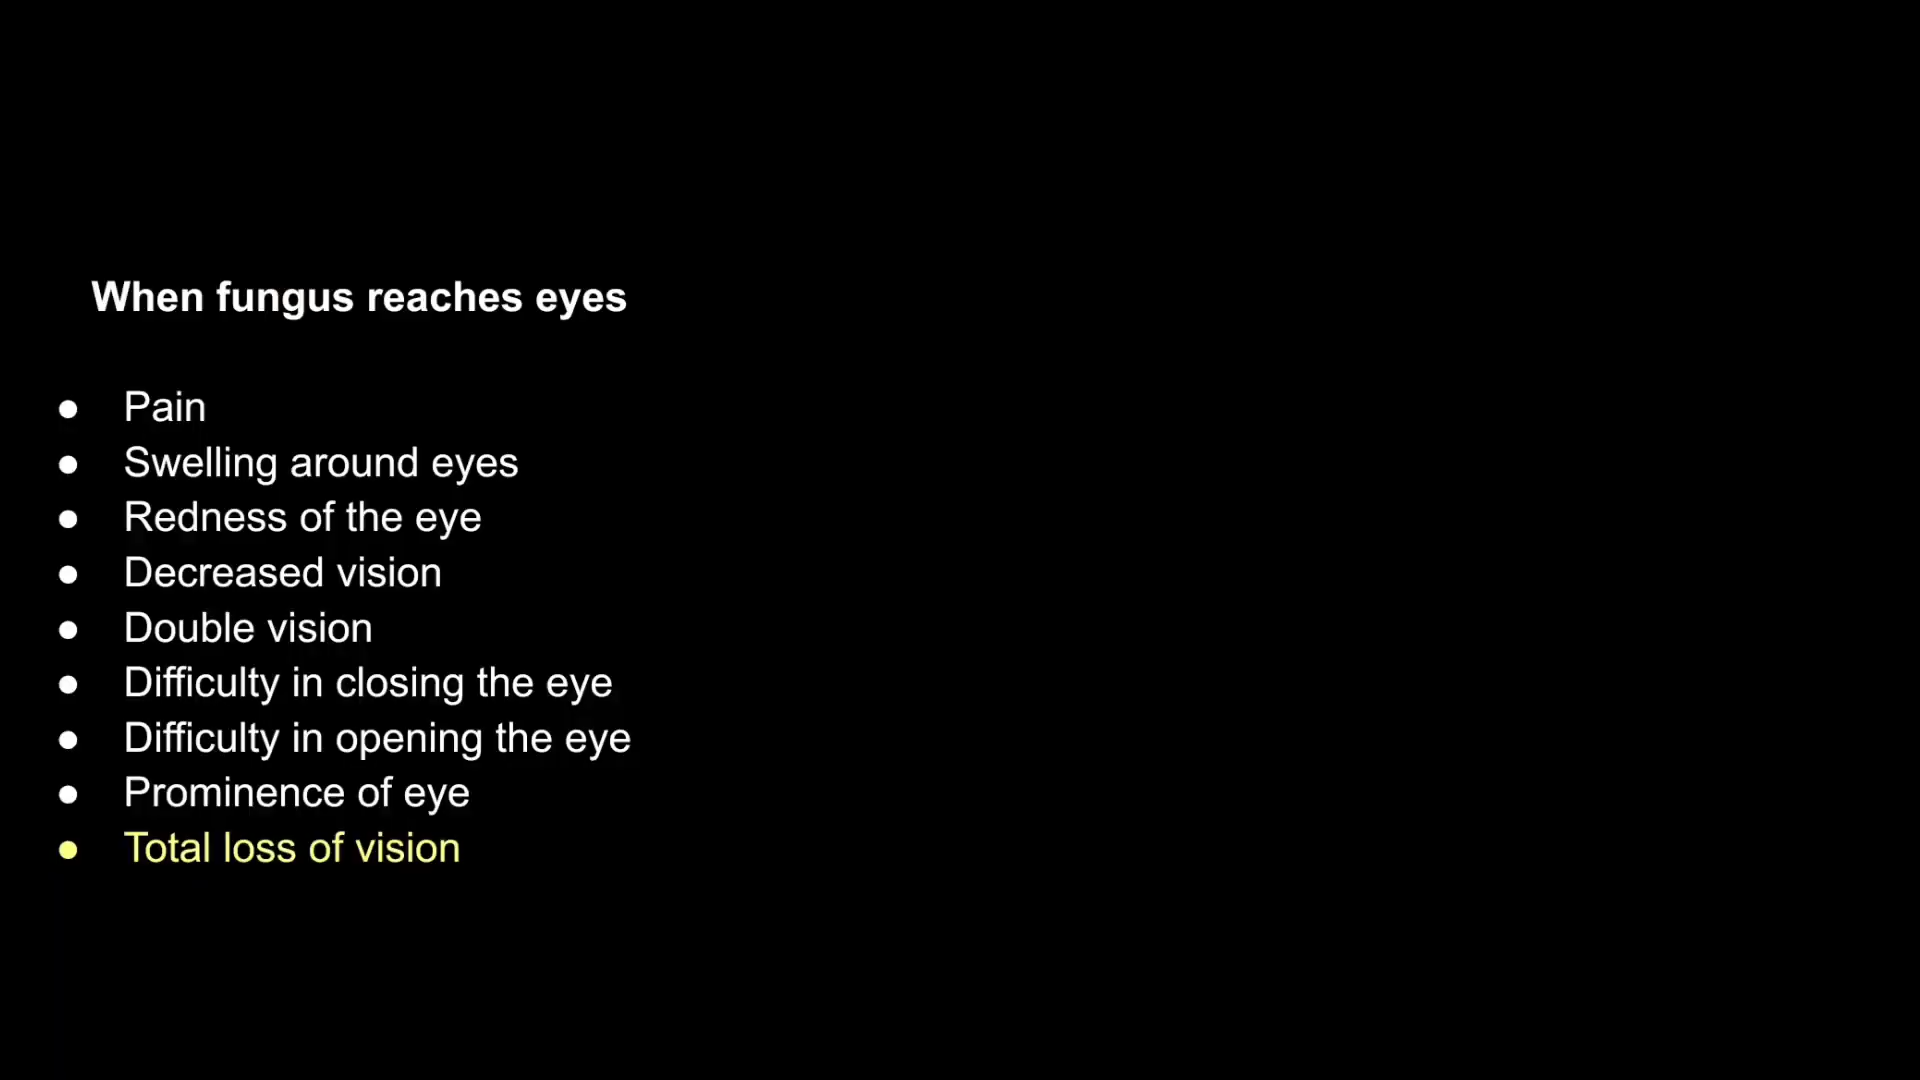 When fungus reaches eyes
● Pain
● Swelling around eyes
● Redness of the eye
● Decreased vision
● Double vision
● Difficulty in closing the eye
● Difficulty in opening the eye
● Prominence of eye
● Total loss of vision